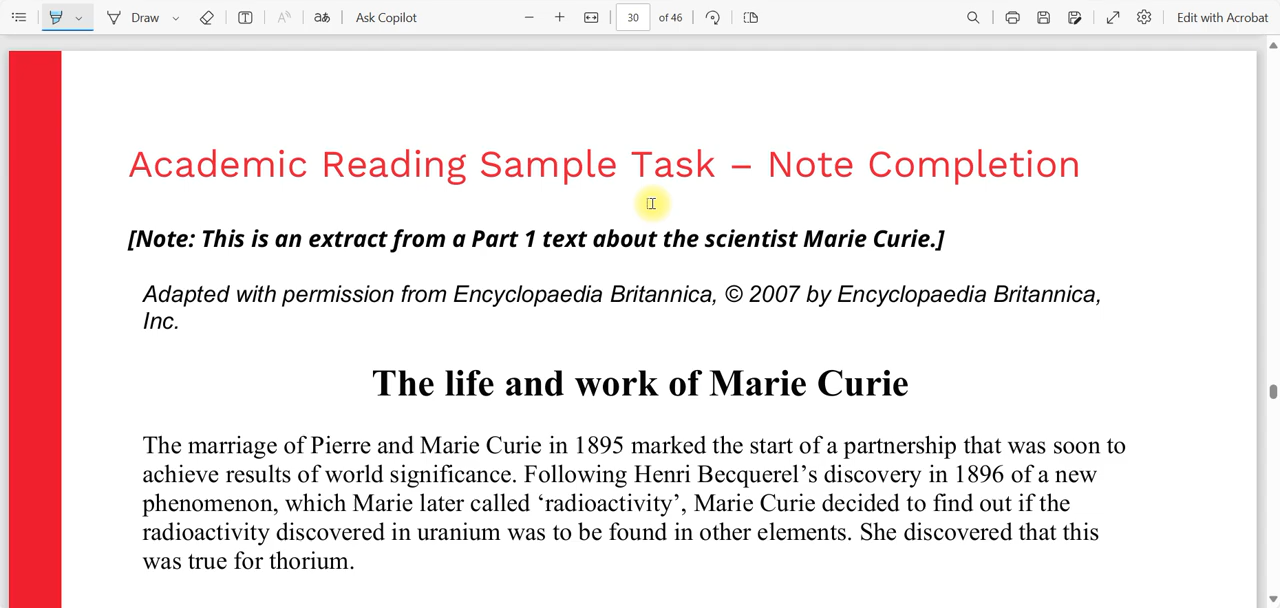 Draw
aあ
Ask Copilot
30 of 46
Edit with Acrobat
Academic Reading Sample Task – Note Completion
[Note: This is an extract from a Part 1 text about the scientist Marie Curie.]
Adapted with permission from Encyclopaedia Britannica, © 2007 by Encyclopaedia Britannica,
Inc.
The life and work of Marie Curie
The marriage of Pierre and Marie Curie in 1895 marked the start of a partnership that was soon to
achieve results of world significance. Following Henri Becquerel’s discovery in 1896 of a new
phenomenon, which Marie later called ‘radioactivity’, Marie Curie decided to find out if the
radioactivity discovered in uranium was to be found in other elements. She discovered that this
was true for thorium.